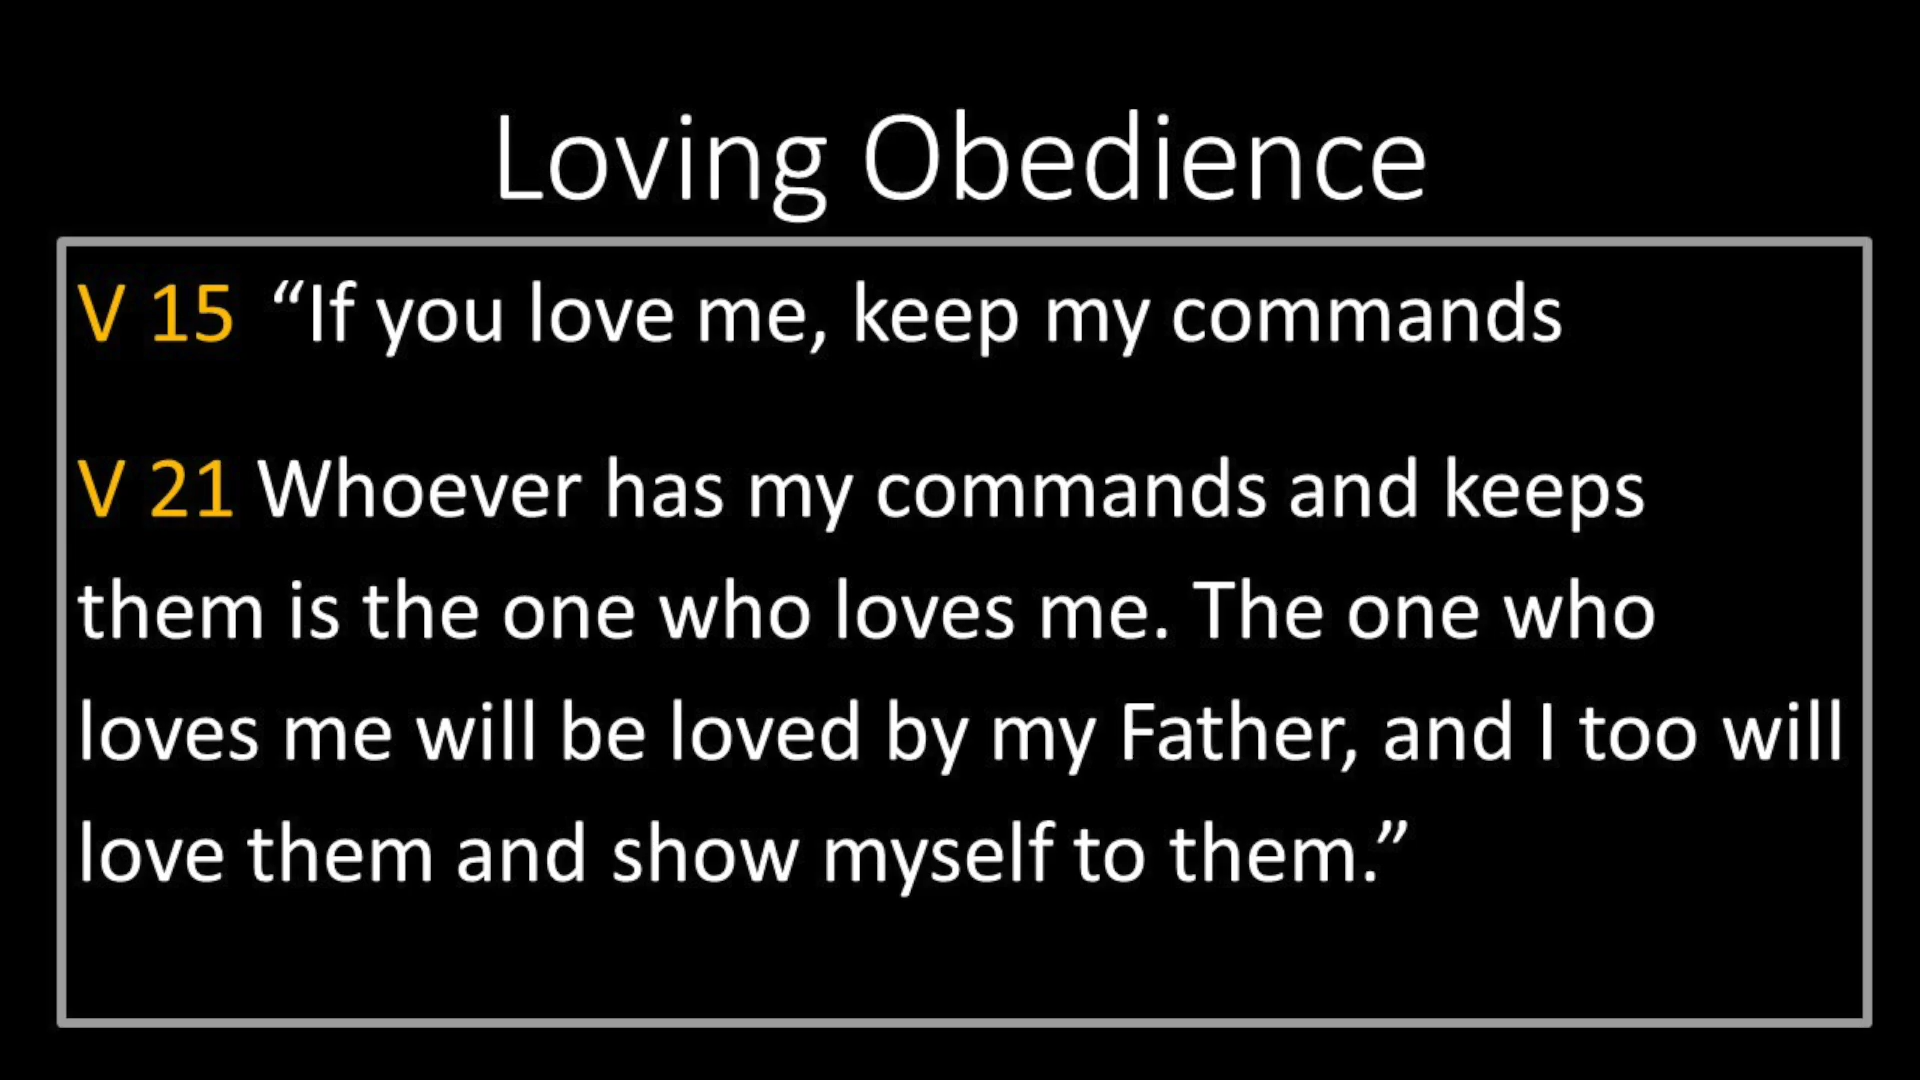 Loving Obedience
V 15 “If you love me, keep my commands
V 21 Whoever has my commands and keeps
them is the one who loves me. The one who
loves me will be loved by my Father, and I too will
love them and show myself to them.”